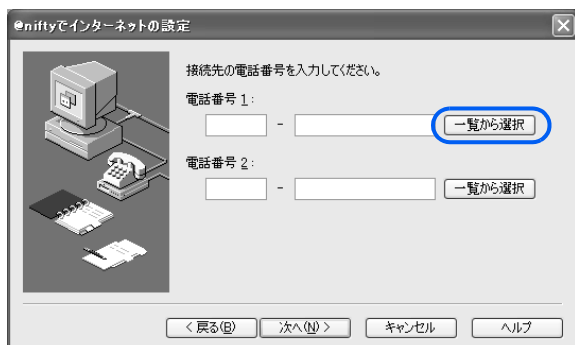 @niftyでインターネットの設定
接続先の電話番号を入力してください。
電話番号 1:
- 一覧から選択
電話番号 2:
- 一覧から選択
< 戻る(B) 次へ(N) > キャンセル ヘルプ